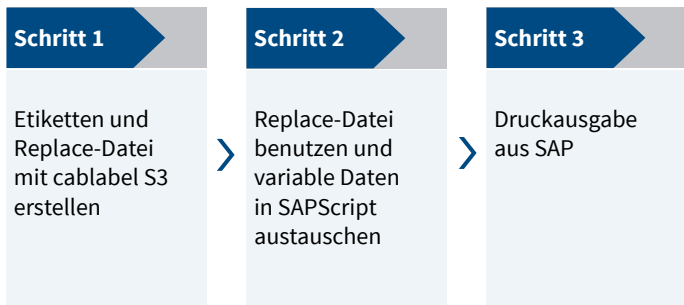 Schritt 1
Etiketten und
Replace-Datei
mit cablabel S3
erstellen
Schritt 2
Replace-Datei
benutzen und
variable Daten
in SAPScript
austauschen
Schritt 3
Druckausgabe
aus SAP